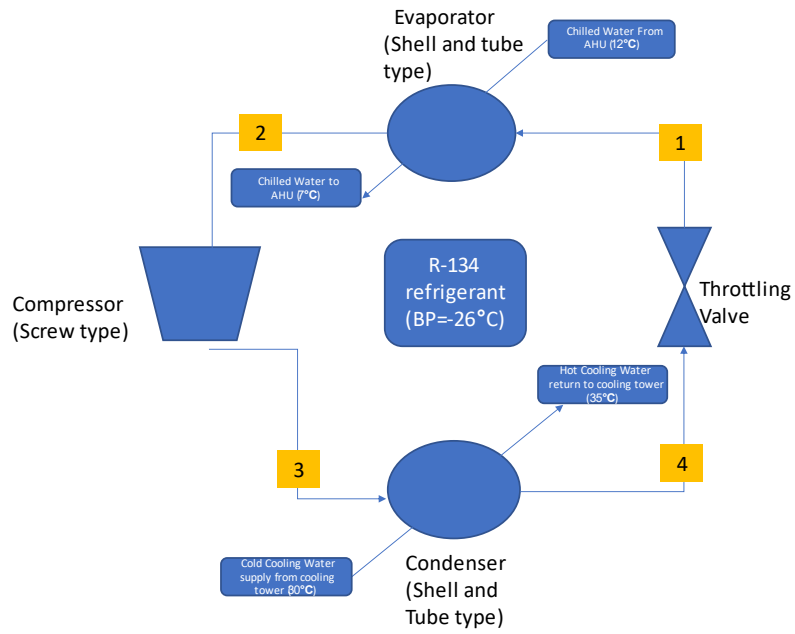 Evaporator
(Shell and tube
type)
Chilled Water From
AHU (12°C)
2
1
Chilled Water to
AHU (7°C)
R-134
refrigerant
(BP=-26°C)
Compressor
(Screw type)
Throttling
Valve
Hot Cooling Water
return to cooling tower
(35°C)
3
4
Cold Cooling Water
supply from cooling
tower (30°C)
Condenser
(Shell and
Tube type)